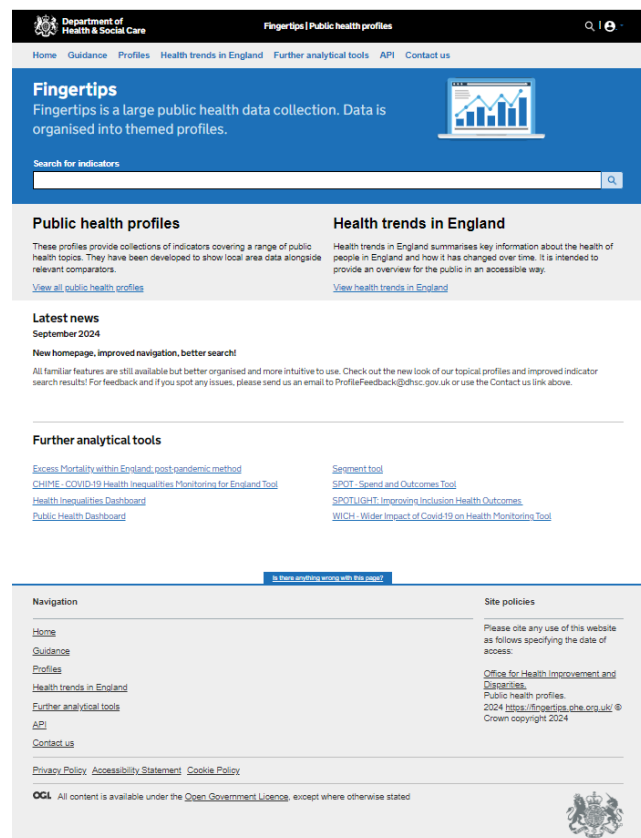 Department of
Health & Social Care
Fingertips | Public health profiles
Home Guidance Profiles Health trends in England Further analytical tools API Contact us
Fingertips
Fingertips is a large public health data collection. Data is
organised into themed profiles.
Search for indicators
Public health profiles
These profiles provide collections of indicators covering a range of public
health topics. They have been developed to show local area data alongside
relevant comparators.
View all public health profiles
Health trends in England
Health trends in England summarises key information about the health of
people in England and how it has changed over time. It is intended to
provide an overview for the public in an accessible way.
View health trends in England
Latest news
September 2024
New homepage, improved navigation, better search!
All familiar features are still available but better organised and more intuitive to use. Check out the new look of our topical profiles and improved indicator
search results! For feedback and if you spot any issues, please send us an email to ProfileFeedback@dhsc.gov.uk or use the Contact us link above.
Further analytical tools
Excess Mortality within England: post-pandemic method
CHIME - COVID-19 Health Inequalities Monitoring for England Tool
Health Inequalities Dashboard
Public Health Dashboard
Segment tool
SPOT - Spend and Outcomes Tool
SPOTLIGHT: Improving Inclusion Health Outcomes
WICH - Wider Impact of Covid-19 on Health Monitoring Tool
Is there anything wrong with this page?
Navigation
Home
Guidance
Profiles
Health trends in England
Further analytical tools
API
Contact us
Site policies
Please cite any use of this website
as follows specifying the date of
access:
Office for Health Improvement and
Disparities.
Public health profiles.
2024 https://fingertips.phe.org.uk/ ©
Crown copyright 2024
Privacy Policy Accessibility Statement Cookie Policy
OGL All content is available under the Open Government Licence, except where otherwise stated